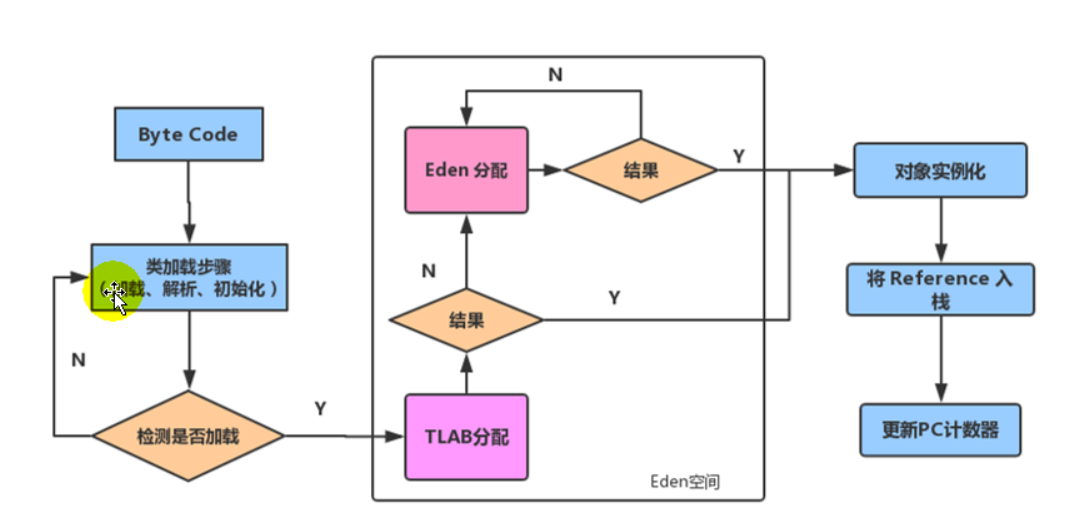 Byte Code
类加载步骤
（加载、解析、初始化）
N
检测是否加载
Y
N
Eden 分配
结果
Y
N
结果
Y
TLAB分配
Eden空间
对象实例化
将 Reference 入
栈
更新PC计数器